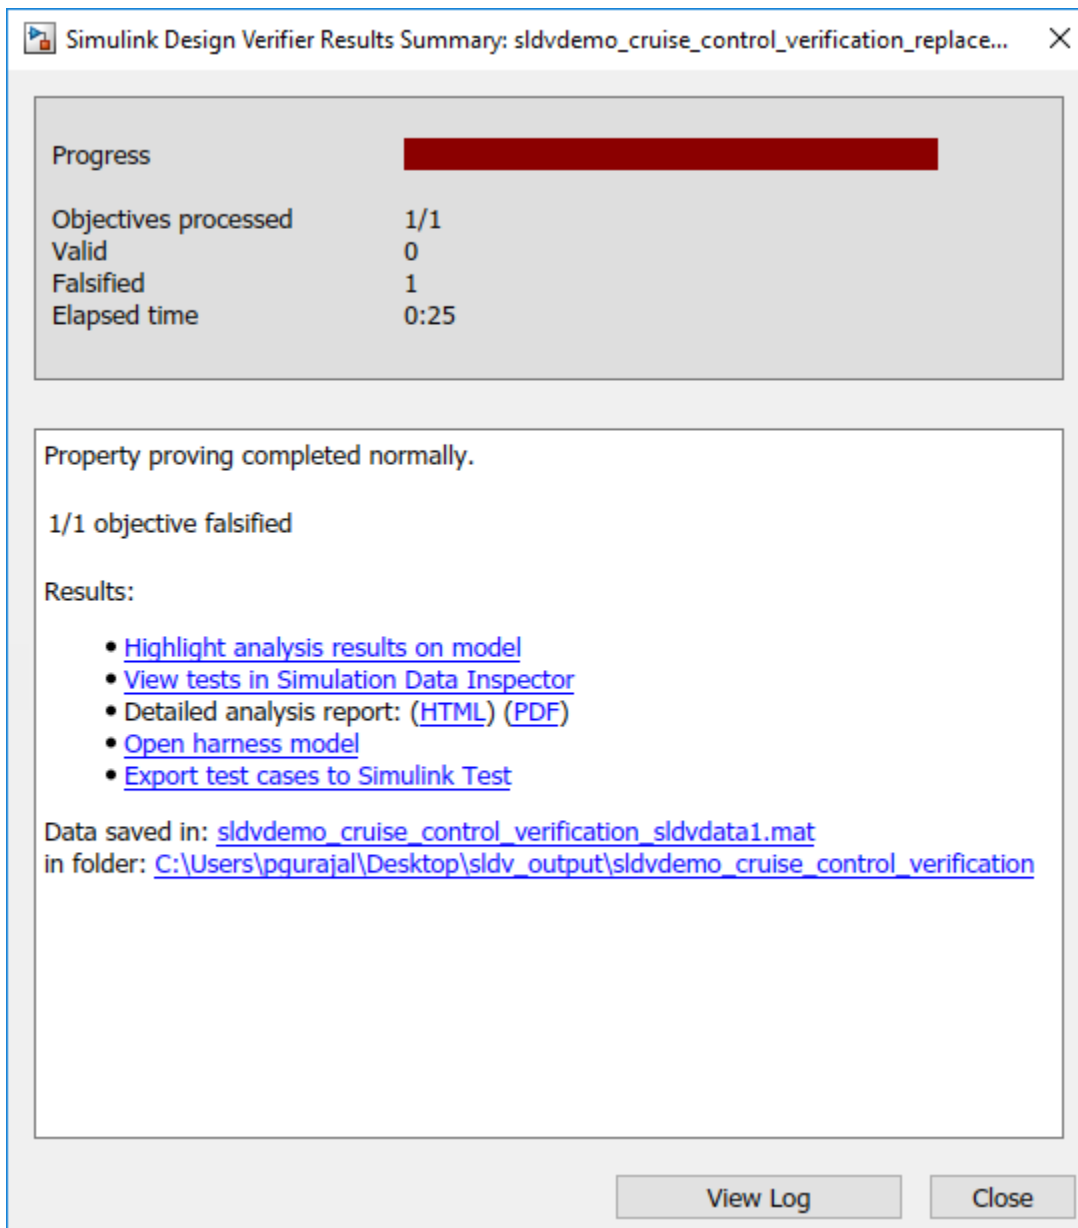 Simulink Design Verifier Results Summary: sldvdemo_cruise_control_verification_replace...
Progress
Objectives processed 1/1
Valid 0
Falsified 1
Elapsed time 0:25
Property proving completed normally.
1/1 objective falsified
Results:
• Highlight analysis results on model
• View tests in Simulation Data Inspector
• Detailed analysis report: (HTML) (PDF)
• Open harness model
• Export test cases to Simulink Test
Data saved in: sldvdemo_cruise_control_verification_sldvdata1.mat
in folder: C:\Users\pgurajal\Desktop\sldv_output\sldvdemo_cruise_control_verification
View Log Close